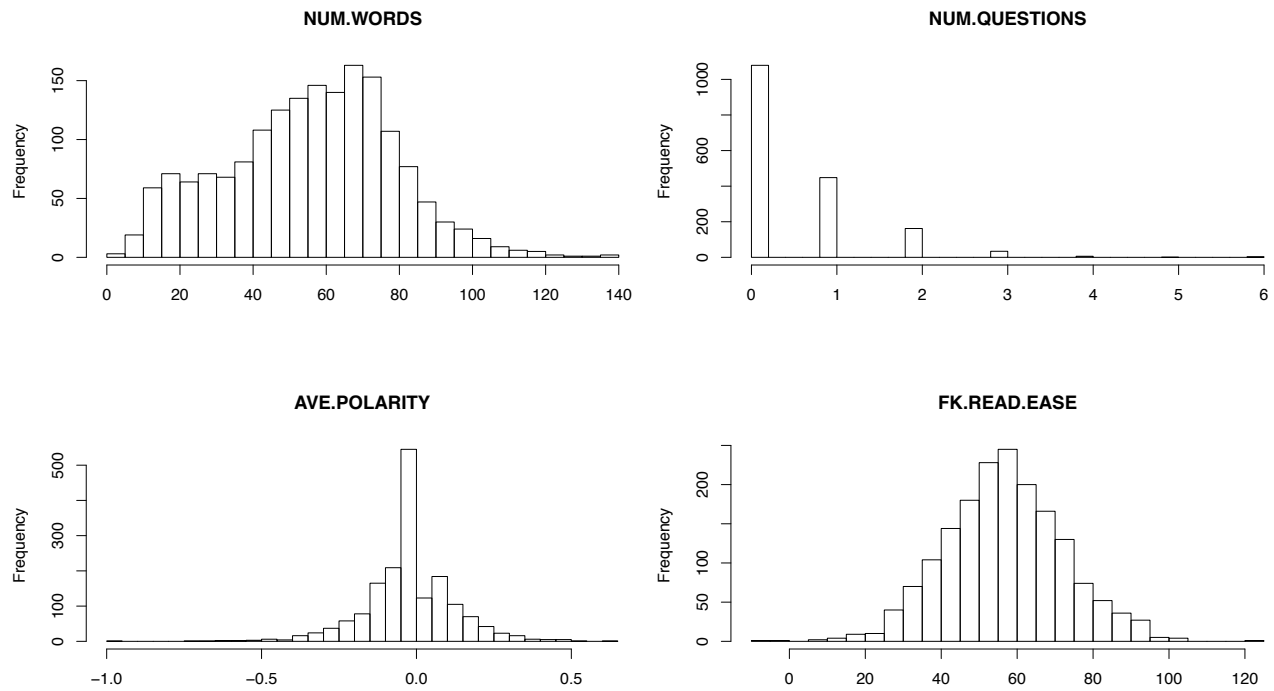 NUM.WORDS
Frequency
0 50 100 150
0 20 40 60 80 100 120 140
NUM.QUESTIONS
Frequency
0 200 600 1000
0 1 2 3 4 5 6
AVE.POLARITY
Frequency
0 100 300 500
−1.0 −0.5 0.0 0.5
FK.READ.EASE
Frequency
0 50 100 200
0 20 40 60 80 100 120